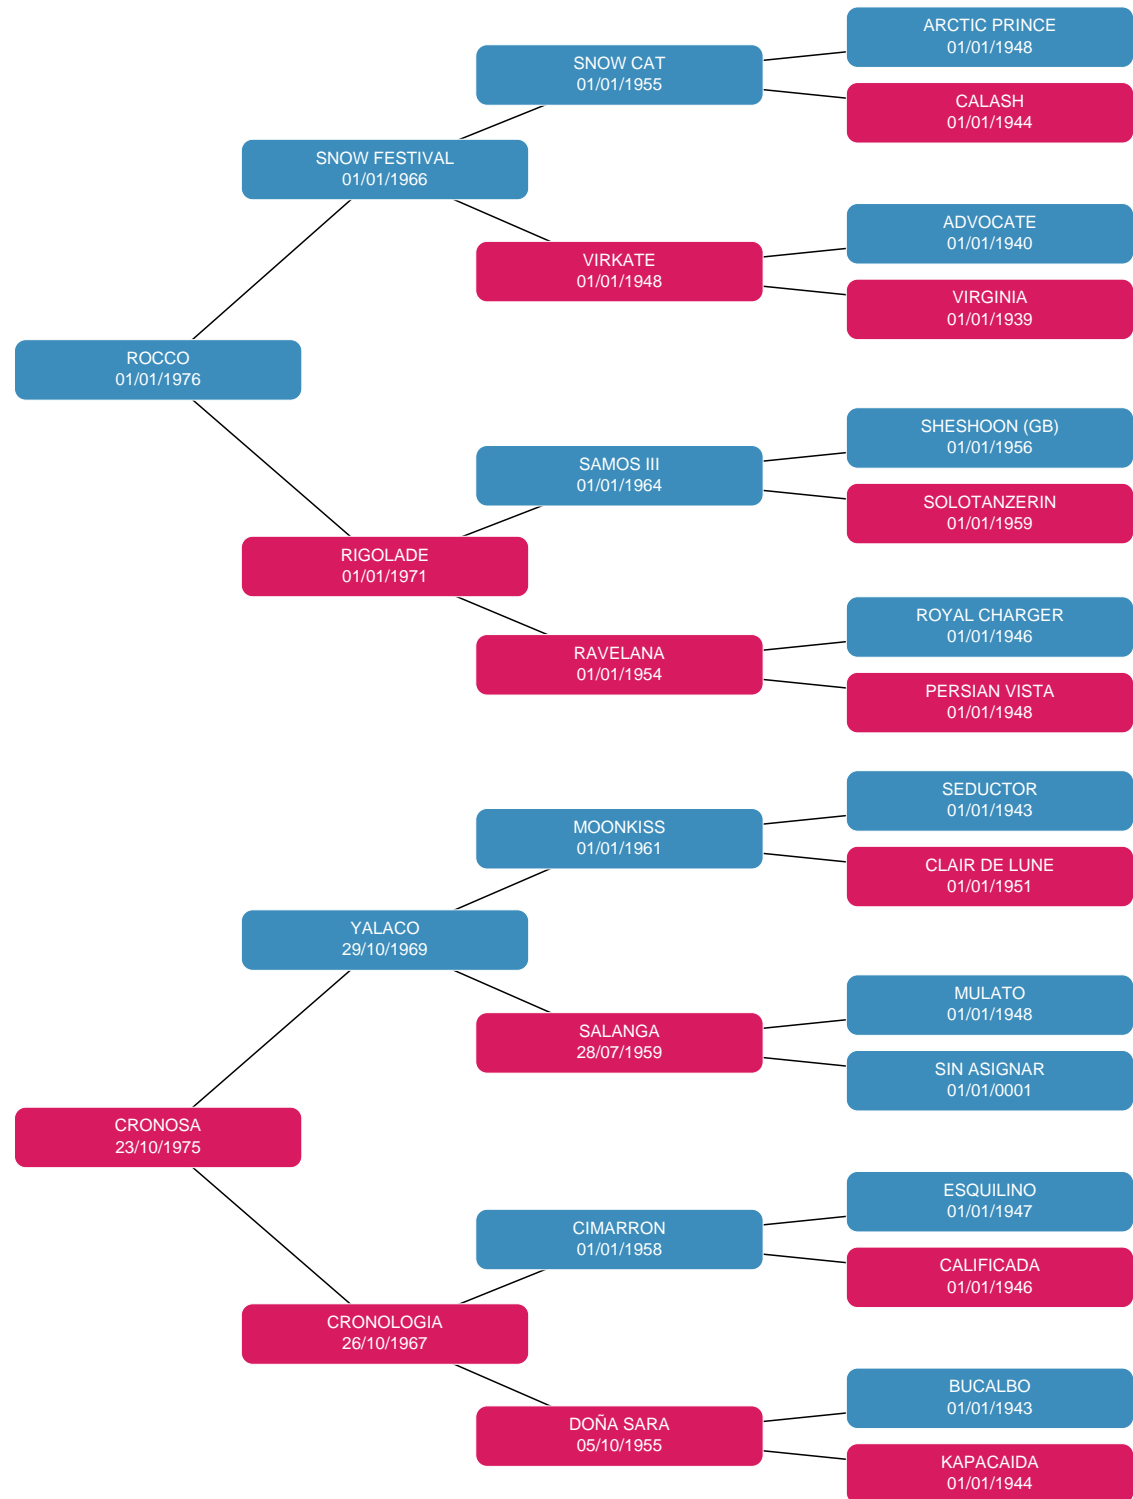 ARCTIC PRINCE
01/01/1948
SNOW CAT
01/01/1955
CALASH
01/01/1944
SNOW FESTIVAL
01/01/1966
ADVOCATE
01/01/1940
VIRKATE
01/01/1948
VIRGINIA
01/01/1939
ROCCO
01/01/1976
SHESHOON (GB)
01/01/1956
SAMOS III
01/01/1964
SOLOTANZERIN
01/01/1959
RIGOLADE
01/01/1971
ROYAL CHARGER
01/01/1946
RAVELANA
01/01/1954
PERSIAN VISTA
01/01/1948
SEDUCTOR
01/01/1943
MOONKISS
01/01/1961
CLAIR DE LUNE
01/01/1951
YALACO
29/10/1969
MULATO
01/01/1948
SALANGA
28/07/1959
SIN ASIGNAR
01/01/0001
CRONOSA
23/10/1975
ESQUILINO
01/01/1947
CIMARRON
01/01/1958
CALIFICADA
01/01/1946
CRONOLOGIA
26/10/1967
BUCALBO
01/01/1943
DOÑA SARA
05/10/1955
KAPACAIDA
01/01/1944